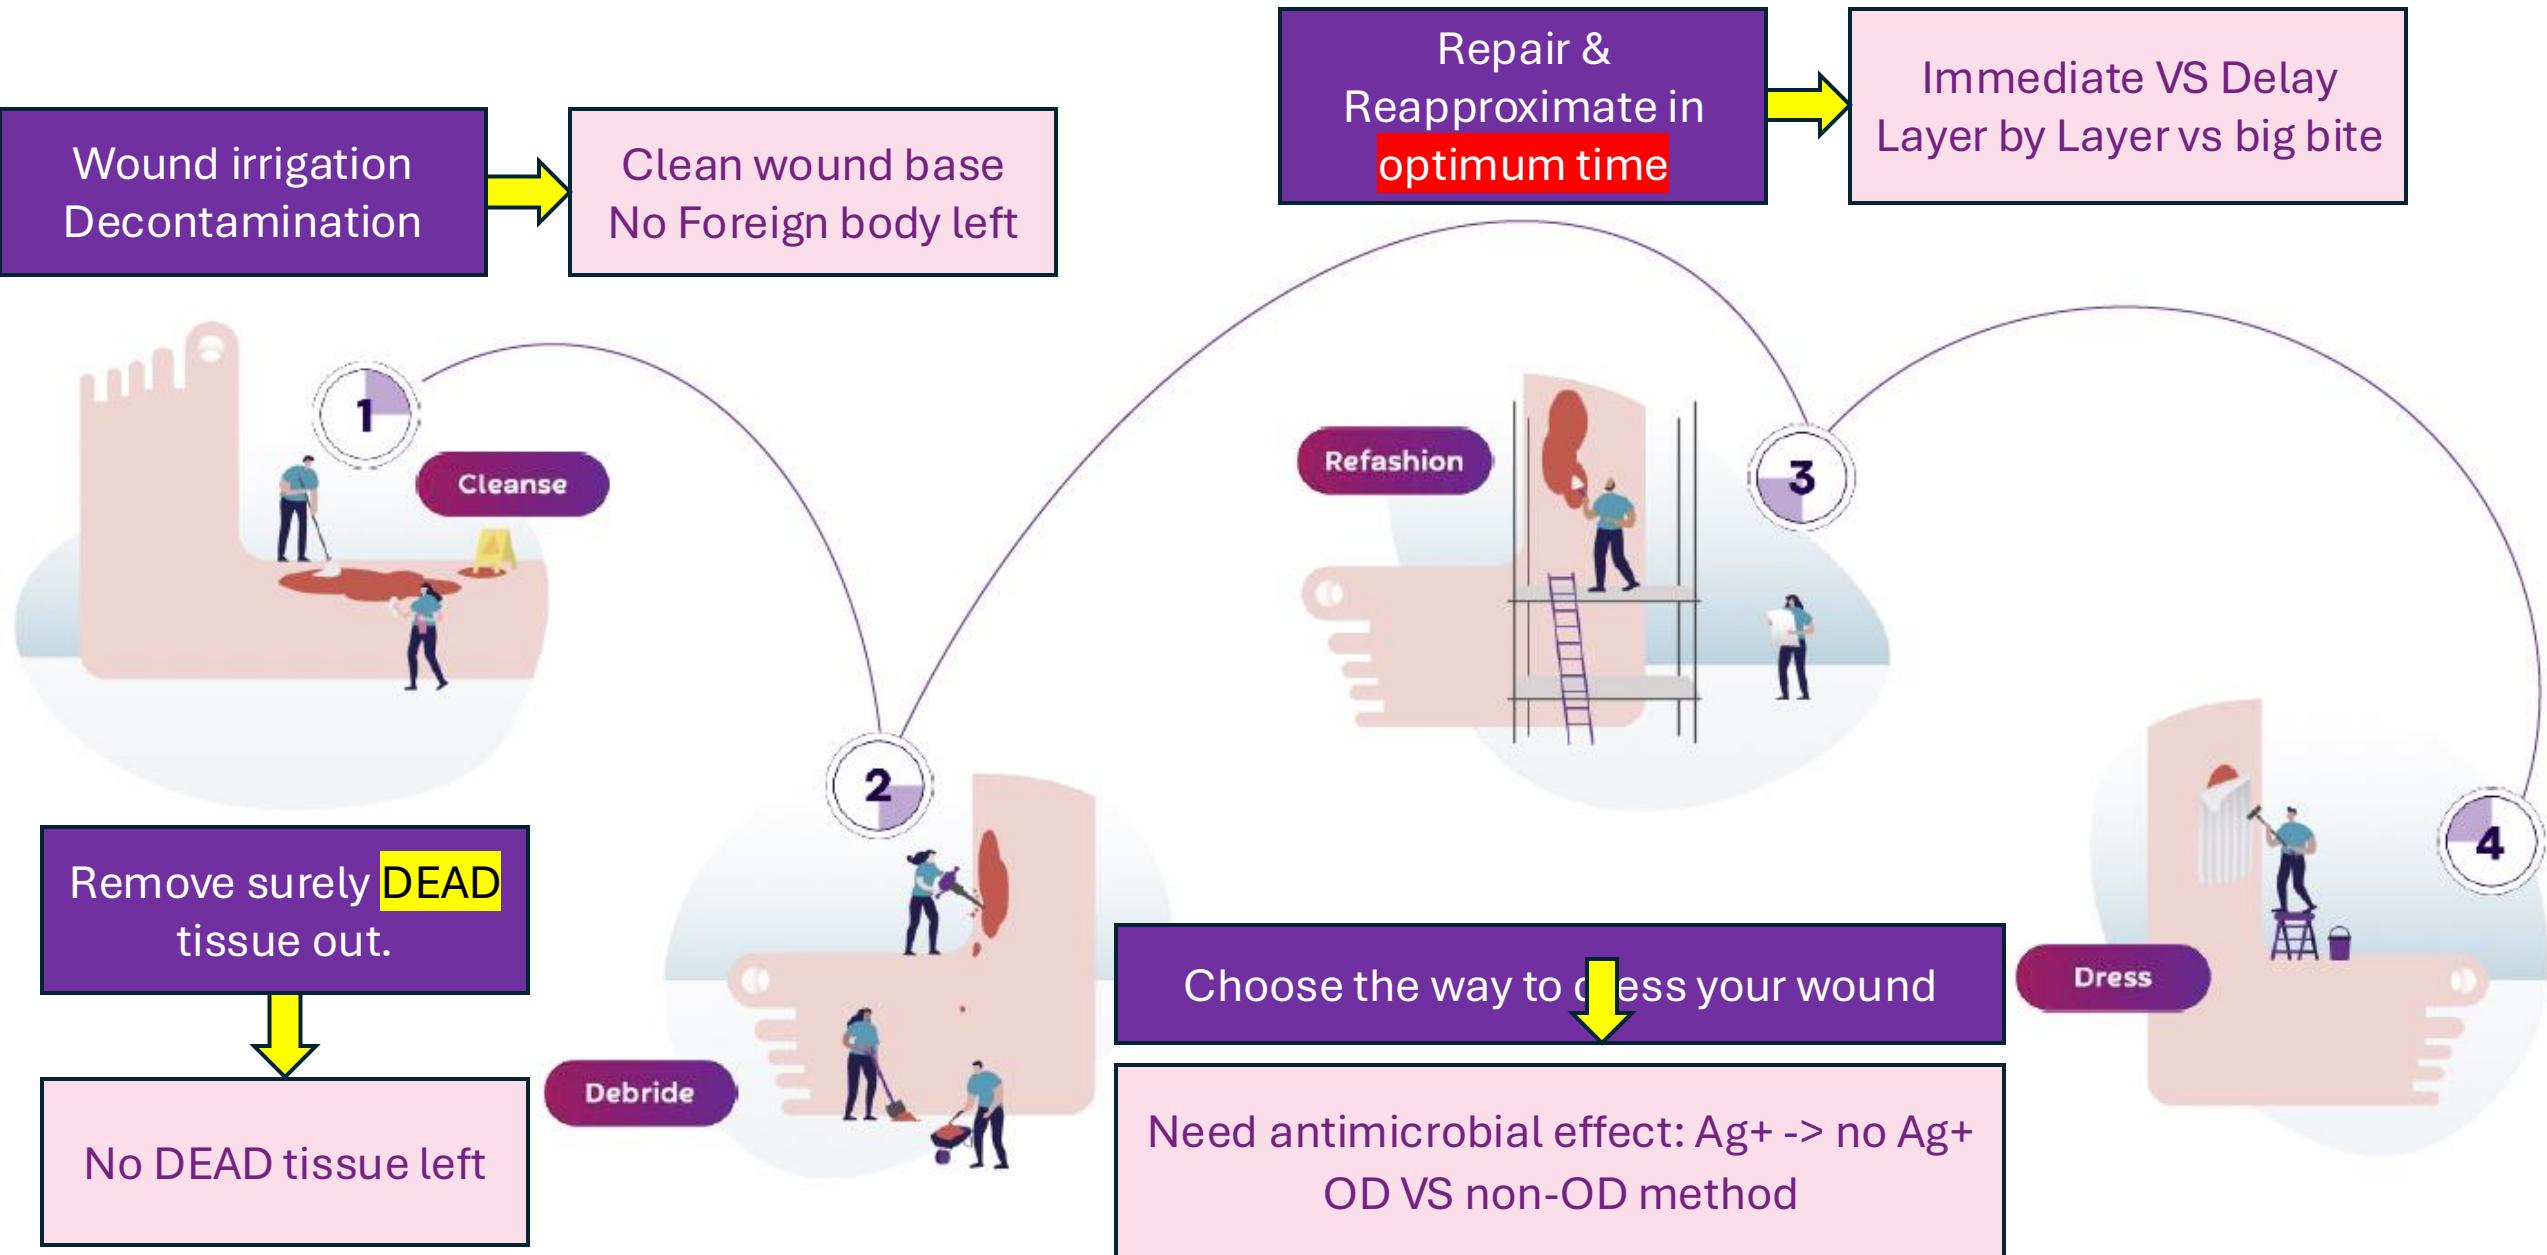 Wound irrigation
Decontamination
Clean wound base
No Foreign body left
Repair &
Reapproximate in
optimum time
Immediate VS Delay
Layer by Layer vs big bite
1
Cleanse
Refashion
3
2
Remove surely DEAD
tissue out.
No DEAD tissue left
Debride
4
Dress
Choose the way to dress your wound
Need antimicrobial effect: Ag+ -> no Ag+
OD VS non-OD method